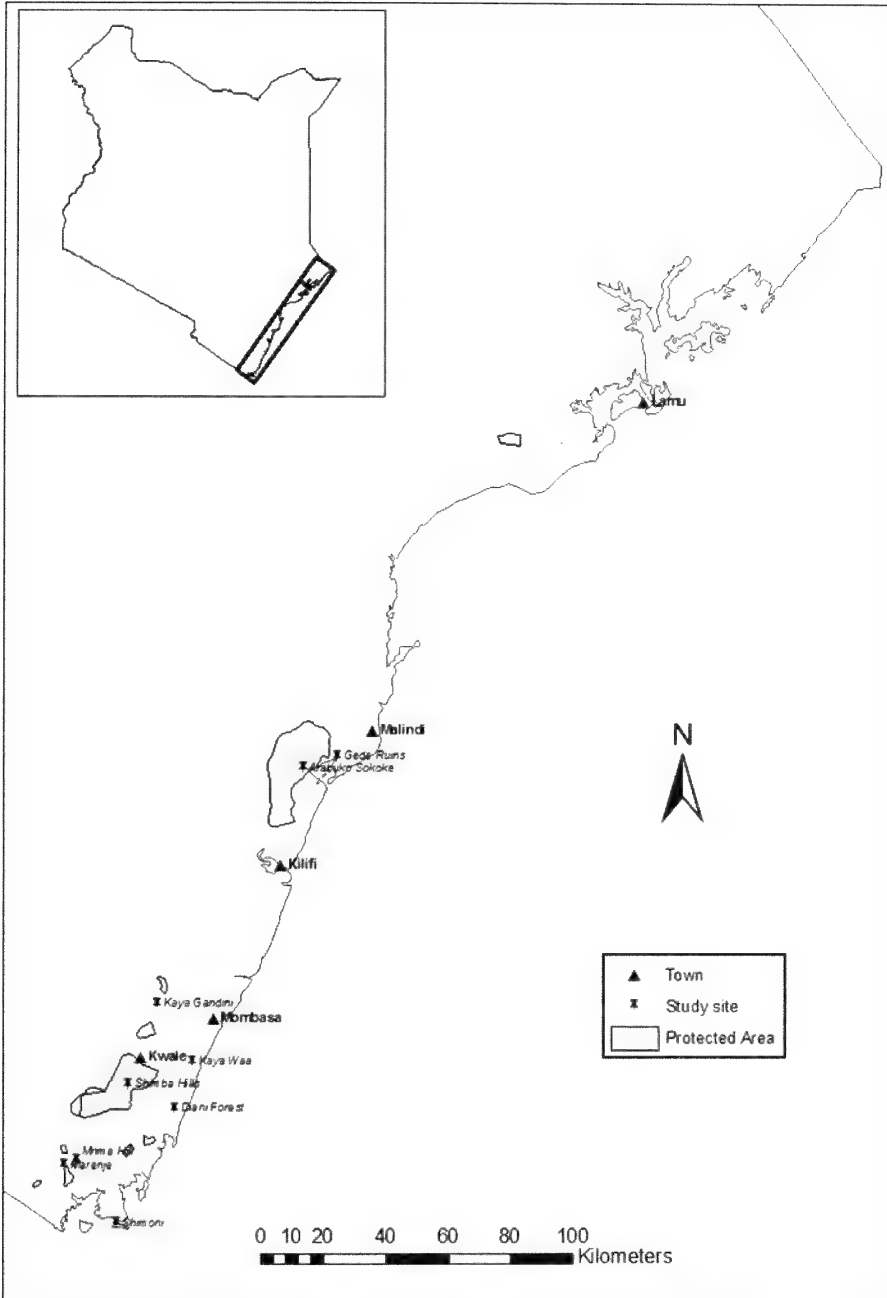 Lamu
Malindi
Gede Ruins
Arabuko Sokoke
N
Kilifi
Town
Study site
Protected Area
Kaya Gandini
Mombasa
Kwale
Kaya Waa
Shimba Hills
Diani Forest
Mrima Hill
Marenje
Shimoni
0 10 20 40 60 80 100
Kilometers